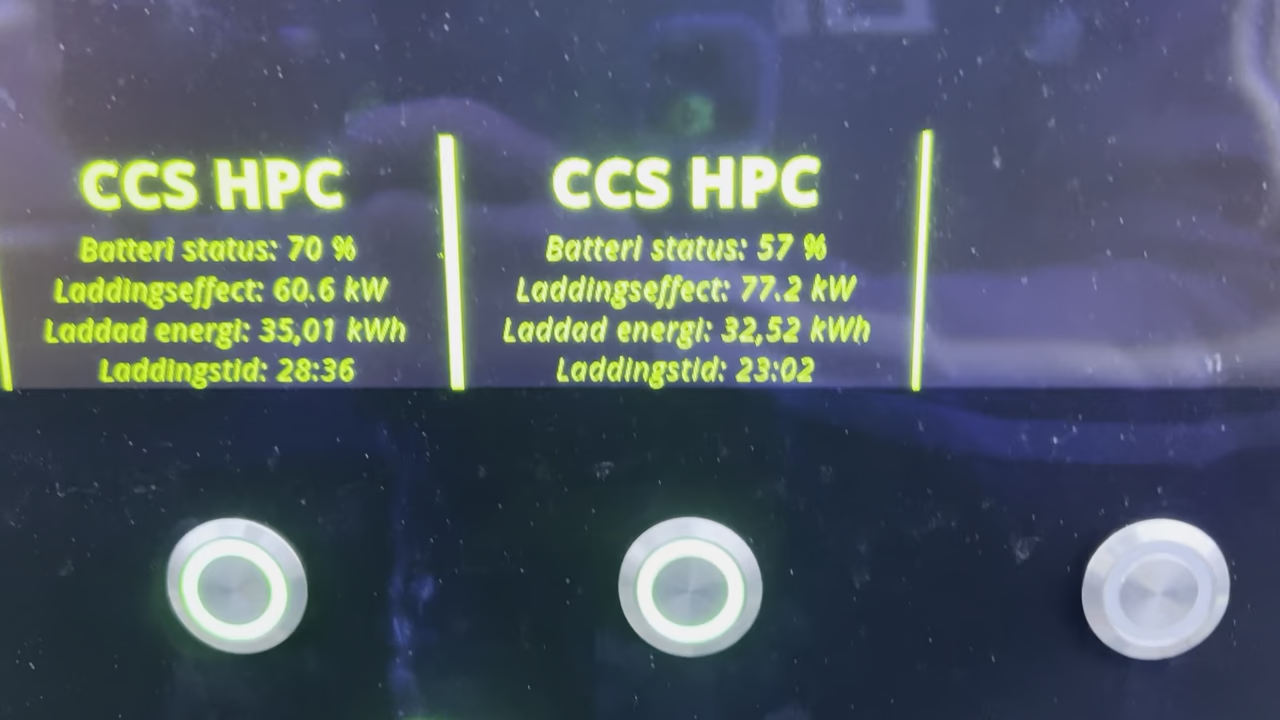 CCS HPC
Batteri status: 70 %
Laddingseffect: 60.6 kW
Laddad energi: 35,01 kWh
Laddingstid: 28:36
CCS HPC
Batteri status: 57 %
Laddingseffect: 77.2 kW
Laddad energi: 32,52 kWh
Laddingstid: 23:02